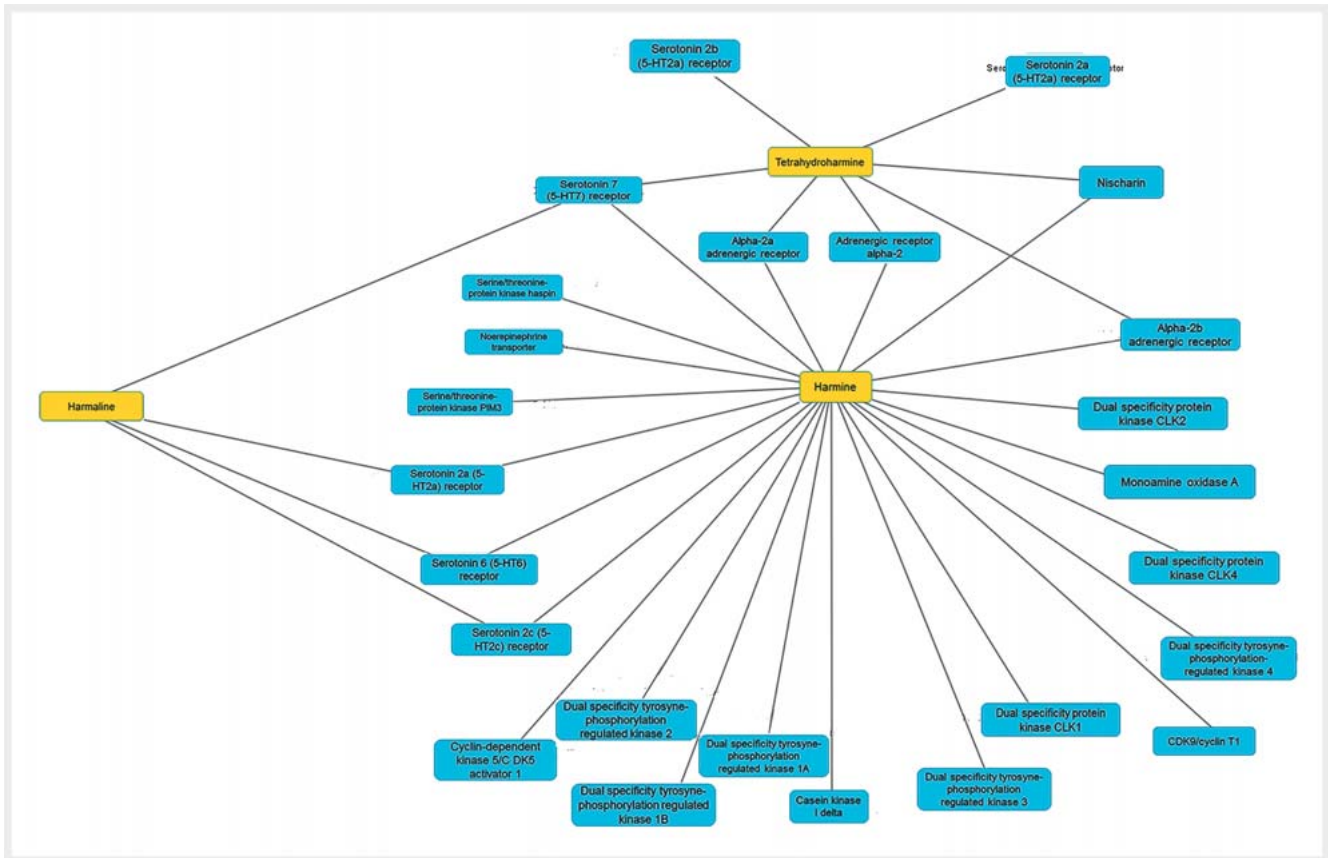 Serotonin 2b
(5-HT2a) receptor
Serotonin 2a
(5-HT2a) receptor
Tetrahydroharmine
Serotonin 7
(5-HT7) receptor
Nischarin
Alpha-2a
adrenergic receptor
Adrenergic receptor
alpha-2
Serine/threonine-
protein kinase haspin
Noerepinephrine
transporter
Alpha-2b
adrenergic receptor
Harmaline
Harmine
Serine/threonine-
protein kinase PIM3
Dual specificity protein
kinase CLK2
Serotonin 2a (5-
HT2a) receptor
Monoamine oxidase A
Serotonin 6 (5-HT6)
receptor
Dual specificity protein
kinase CLK4
Serotonin 2c (5-
HT2c) receptor
Dual specificity tyrosyne-
phosphorylation-
regulated kinase 4
Dual specificity tyrosyne-
phosphorylation
regulated kinase 2
Dual specificity protein
kinase CLK1
CDK9/cyclin T1
Cyclin-dependent
kinase 5/C DK5
activator 1
Dual specificity tyrosyne-
phosphorylation
regulated kinase 1A
Dual specificity tyrosyne-
phosphorylation regulated
kinase 1B
Casein kinase
I delta
Dual specificity tyrosyne-
phosphorylation
regulated kinase 3